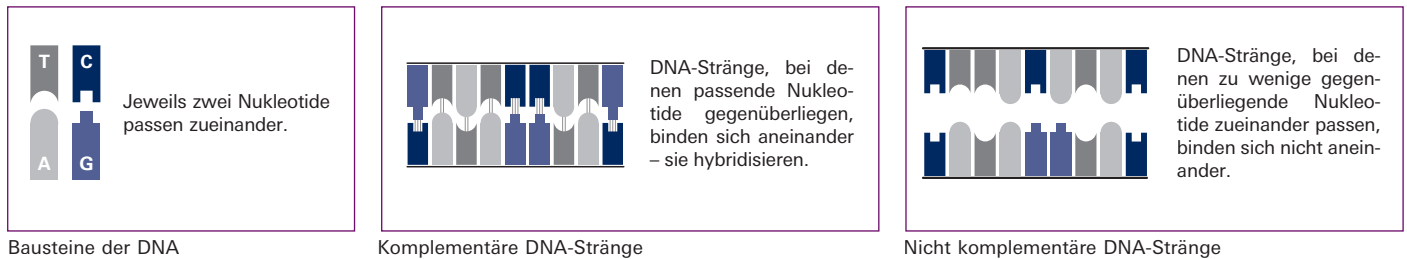 T C
A G
Jeweils zwei Nukleotide
passen zueinander.
Bausteine der DNA
DNA-Stränge, bei de-
nen passende Nukleo-
tide gegenüberliegen,
binden sich aneinander
– sie hybridisieren.
Komplementäre DNA-Stränge
DNA-Stränge, bei de-
nen zu wenige gegen-
überliegende Nukleo-
tide zueinander passen,
binden sich nicht anein-
ander.
Nicht komplementäre DNA-Stränge